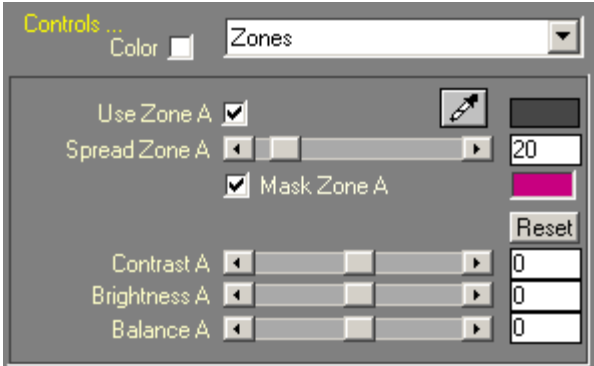 Controls ...
Color Zones
Use Zone A
Spread Zone A 20
Mask Zone A
Reset
Contrast A 0
Brightness A 0
Balance A 0